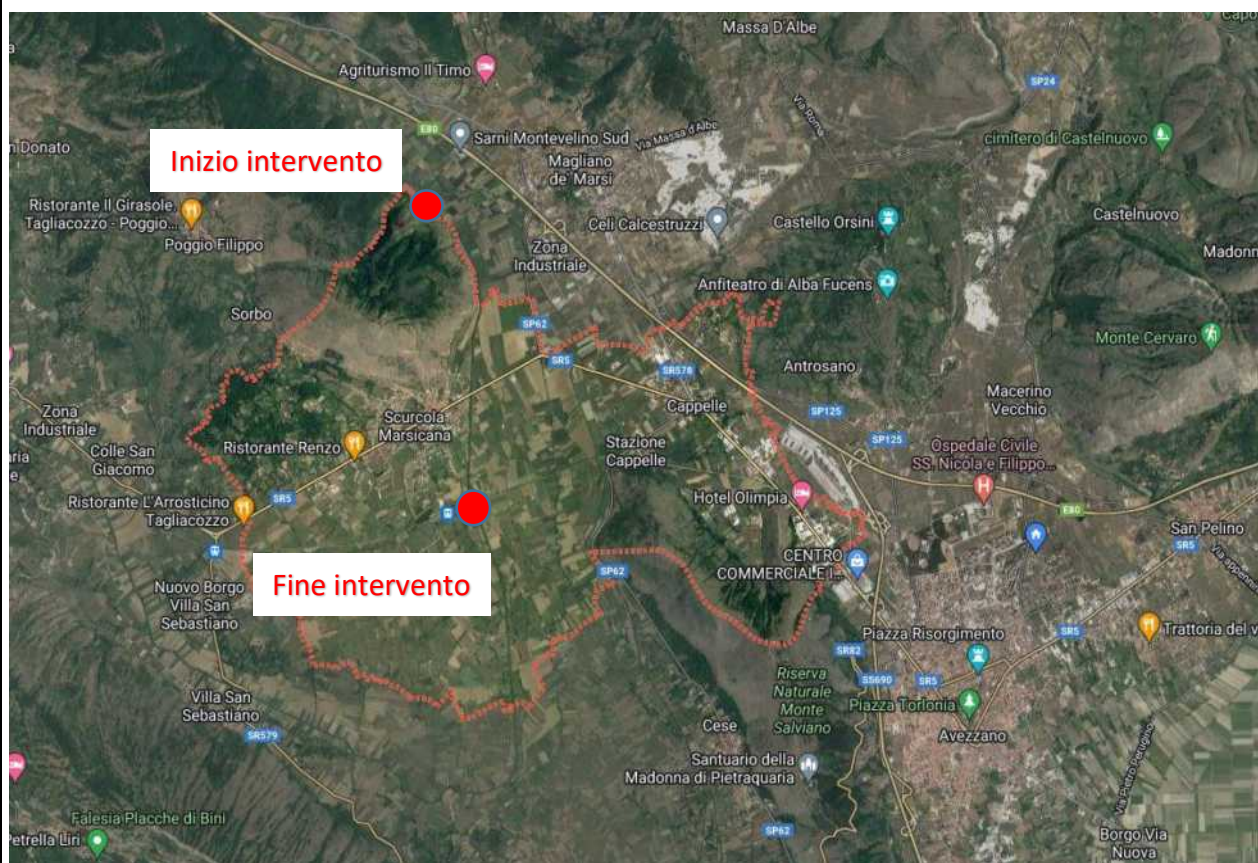 Massa D'Albe
Agriturismo Il Timo
SP24
Via Roma
E80
Sarni Montevelino Sud
Via Massa d'Albe
cimitero di Castelnuovo
n Donato
Inizio intervento
Magliano
de' Marsi
Ristorante Il Girasole
Tagliacozzo - Poggio...
Celi Calcestruzzi
Castello Orsini
Castelnuovo
Poggio Filippo
Zona
Industriale
Madonn
Anfiteatro di Alba Fucens
Sorbo
SP62
Monte Cervaro
SR5
SR578
Antrosano
Macerino
Vecchio
Zona
Industriale
Scurcola
Marsicana
Cappelle
SP125
SP125
Colle San
Giacomo
Ristorante Renzo
Stazione
Cappelle
Ospedale Civile
SS. Nicola e Filippo...
Ristorante L'Arrosticino
Tagliacozzo
SR5
Hotel Olimpia
E80
San Pelino
SR5
CENTRO
COMMERCIALE I...
Fine intervento
SP62
Nuovo Borgo
Villa San
Sebastiano
Piazza Risorgimento
Trattoria del v
SR82
SS690
SR5
Riserva
Naturale
Monte
Salviano
Piazza Torlonia
Villa San
Sebastiano
SR579
Cese
Avezzano
Santuario della
Madonna di Pietraquaria
Via Pietro Perugino
Falesia Placche di Bini
Petrella Liri
SP62
Borgo Via
Nuova